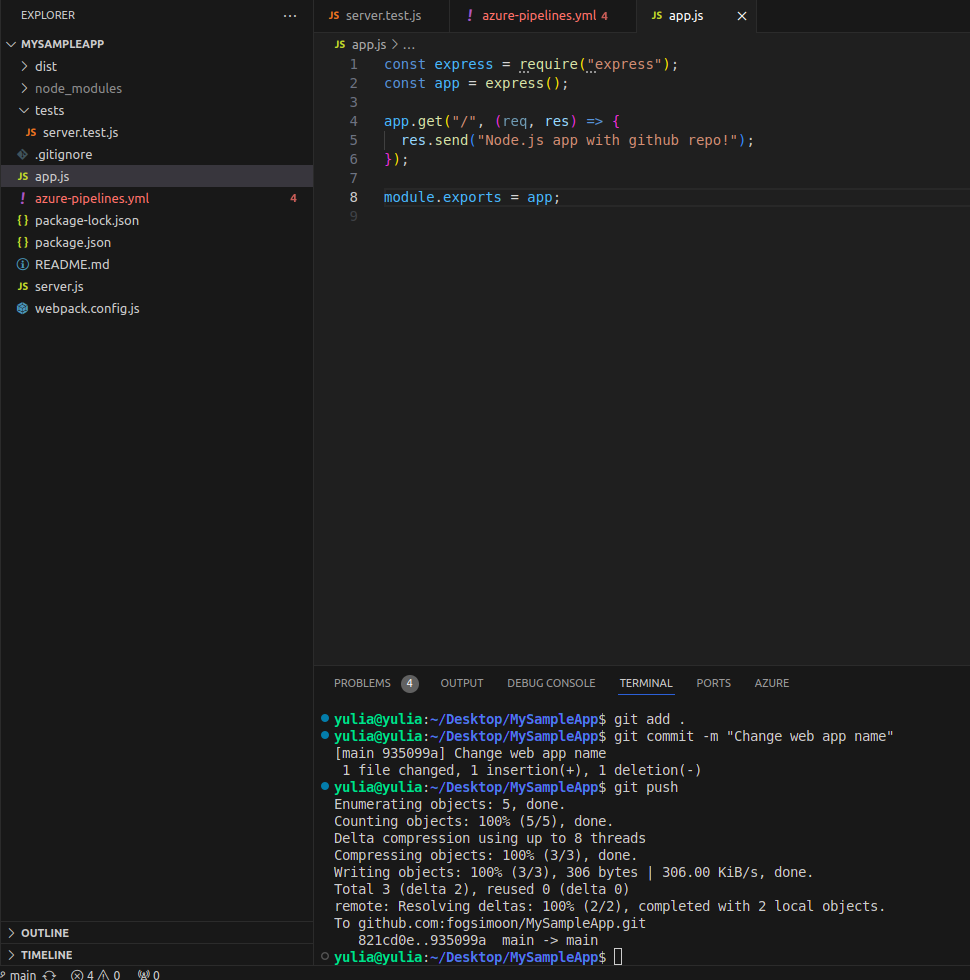 EXPLORER
MYSAMPLEAPP
dist
node_modules
tests
JS server.test.js
.gitignore
JS app.js
! azure-pipelines.yml 4
{} package-lock.json
{} package.json
README.md
JS server.js
webpack.config.js
OUTLINE
TIMELINE
JS server.test.js
! azure-pipelines.yml 4
JS app.js
JS app.js > ...
1 const express = require("express");
2 const app = express();
3
4 app.get("/", (req, res) => {
5 res.send("Node.js app with github repo!");
6 });
7
8 module.exports = app;
9
PROBLEMS 4 OUTPUT DEBUG CONSOLE TERMINAL PORTS AZURE
yulia@yulia:~/Desktop/MySampleApp$ git add .
yulia@yulia:~/Desktop/MySampleApp$ git commit -m "Change web app name"
[main 935099a] Change web app name
1 file changed, 1 insertion(+), 1 deletion(-)
yulia@yulia:~/Desktop/MySampleApp$ git push
Enumerating objects: 5, done.
Counting objects: 100% (5/5), done.
Delta compression using up to 8 threads
Compressing objects: 100% (3/3), done.
Writing objects: 100% (3/3), 306 bytes | 306.00 KiB/s, done.
Total 3 (delta 2), reused 0 (delta 0)
remote: Resolving deltas: 100% (2/2), completed with 2 local objects.
To github.com:fogsimoon/MySampleApp.git
821cd0e..935099a main -> main
yulia@yulia:~/Desktop/MySampleApp$
main 4 0 0